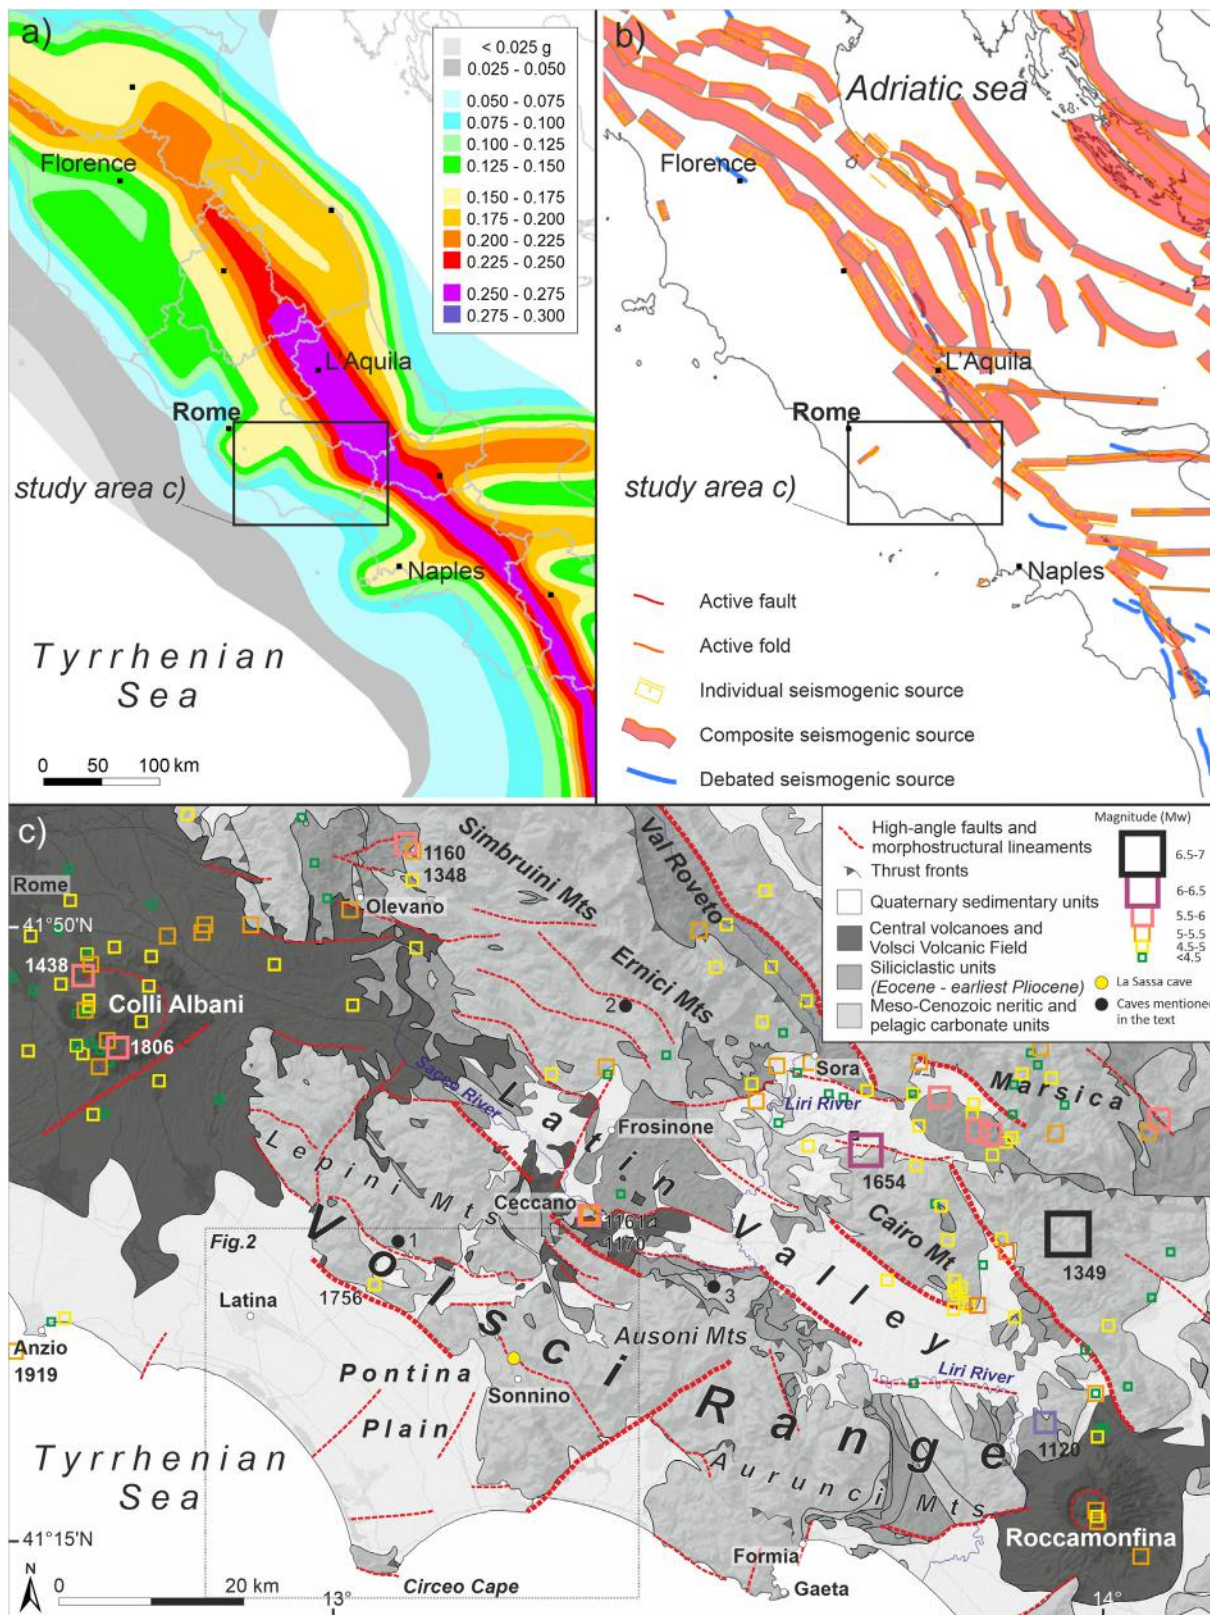 a)
< 0.025 g
0.025 - 0.050
0.050 - 0.075
0.075 - 0.100
0.100 - 0.125
0.125 - 0.150
0.150 - 0.175
0.175 - 0.200
0.200 - 0.225
0.225 - 0.250
0.250 - 0.275
0.275 - 0.300
Florence
L'Aquila
Rome
study area c)
Naples
Tyrrhenian
Sea
0 50 100 km
b)
Adriatic sea
Florence
L'Aquila
Rome
study area c)
Naples
Active fault
Active fold
Individual seismogenic source
Composite seismogenic source
Debated seismogenic source
c)
High-angle faults and
morphostructural lineaments
Thrust fronts
Quaternary sedimentary units
Central volcanoes and
Volsci Volcanic Field
Siliciclastic units
(Eocene - earliest Pliocene)
Meso-Cenozoic neritic and
pelagic carbonate units
Magnitude (Mw)
6.5-7
6-6.5
5.5-6
5-5.5
4.5-5
<4.5
La Sassa cave
Caves mentioned
in the text
Simbruini Mts
Val Roveto
1160
1348
Rome
Olevano
41°50'N
1438
Colli Albani
Ernici Mts
2
1806
Sacco River
Sora
Marsica
Liri River
Latin Valley
Frosinone
Lepini Mts
1654
Ceccano
1161
1170
Cairo Mt
Volsci Range
Fig.2
1
1349
1756
3
Latina
Ausoni Mts
Anzio
1919
Pontina
Plain
Sonnino
Liri River
1120
Tyrrhenian
Sea
Aurunci Mts
41°15'N
Roccamonfina
Formia
N
0 20 km
13°
Circeo Cape
Gaeta
14°